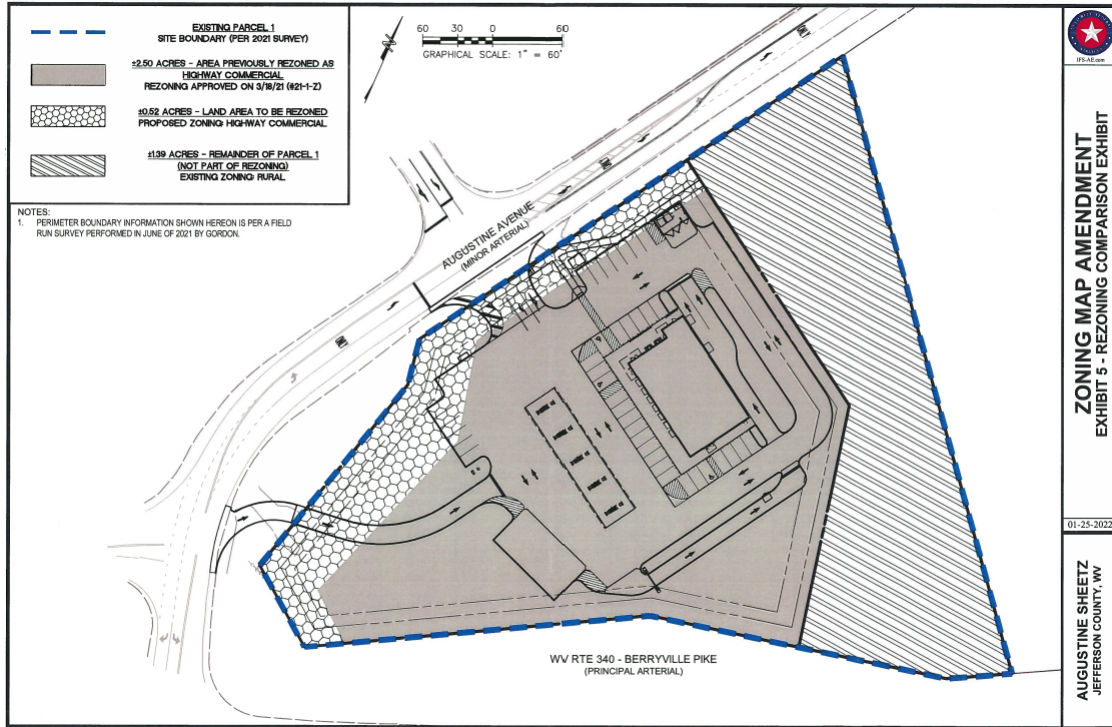 EXISTING PARCEL 1
SITE BOUNDARY (PER 2021 SURVEY)
±2.50 ACRES - AREA PREVIOUSLY REZONED AS
HIGHWAY COMMERCIAL
REZONING APPROVED ON 3/18/21 (#21-1-Z)
±0.52 ACRES - LAND AREA TO BE REZONED
PROPOSED ZONING: HIGHWAY COMMERCIAL
±1.39 ACRES - REMAINDER OF PARCEL 1
(NOT PART OF REZONING)
EXISTING ZONING: RURAL
NOTES:
1. PERIMETER BOUNDARY INFORMATION SHOWN HEREON IS PER A FIELD
RUN SURVEY PERFORMED IN JUNE OF 2021 BY GORDON.
60 30 0 60
GRAPHICAL SCALE: 1" = 60'
AUGUSTINE AVENUE
(MINOR ARTERIAL)
WV RTE 340 - BERRYVILLE PIKE
(PRINCIPAL ARTERIAL)
IFS-AE.com
ZONING MAP AMENDMENT
EXHIBIT 5 - REZONING COMPARISON EXHIBIT
01-25-2022
AUGUSTINE SHEETZ
JEFFERSON COUNTY, WV